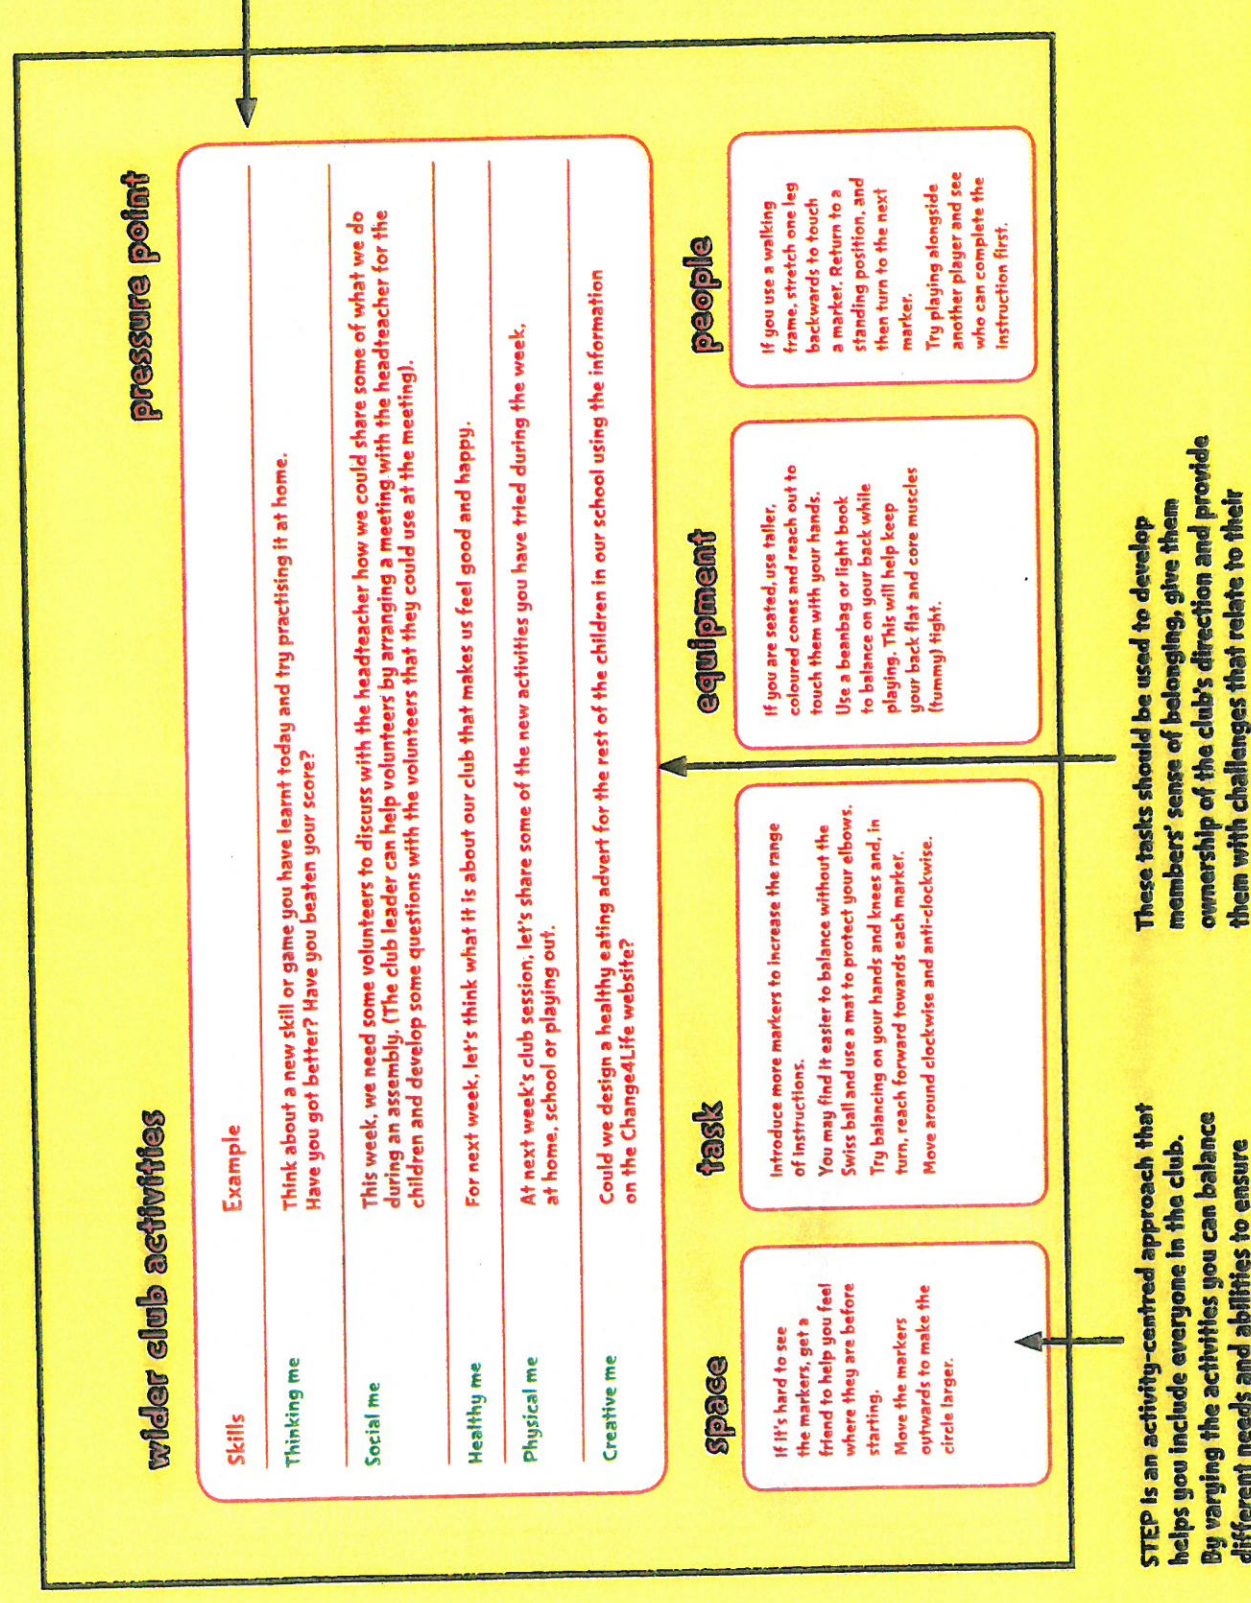 wider club activities
pressure point
Skills
Example
Thinking me
Think about a new skill or game you have learnt today and try practising it at home.
Have you got better? Have you beaten your score?
Social me
This week, we need some volunteers to discuss with the headteacher how we could share some of what we do
during an assembly. (The club leader can help volunteers by arranging a meeting with the headteacher for the
children and develop some questions with the volunteers that they could use at the meeting).
Healthy me
For next week, let's think what it is about our club that makes us feel good and happy.
Physical me
At next week's club session, let's share some of the new activities you have tried during the week,
at home, school or playing out.
Creative me
Could we design a healthy eating advert for the rest of the children in our school using the information
on the Change4Life website?
space
If it's hard to see
the markers, get a
friend to help you feel
where they are before
starting.
Move the markers
outwards to make the
circle larger.
task
Introduce more markers to increase the range
of instructions.
You may find it easier to balance without the
Swiss ball and use a mat to protect your elbows.
Try balancing on your hands and knees and, in
turn, reach forward towards each marker.
Move around clockwise and anti-clockwise.
equipment
If you are seated, use taller,
coloured cones and reach out to
touch them with your hands.
Use a beanbag or light book
to balance on your back while
playing. This will help keep
your back flat and core muscles
(tummy) tight.
people
If you use a walking
frame, stretch one leg
backwards to touch
a marker. Return to a
standing position, and
then turn to the next
marker.
Try playing alongside
another player and see
who can complete the
instruction first.
STEP is an activity-centred approach that
helps you include everyone in the club.
By varying the activities you can balance
different needs and abilities to ensure
These tasks should be used to develop
members' sense of belonging, give them
ownership of the club's direction and provide
them with challenges that relate to their